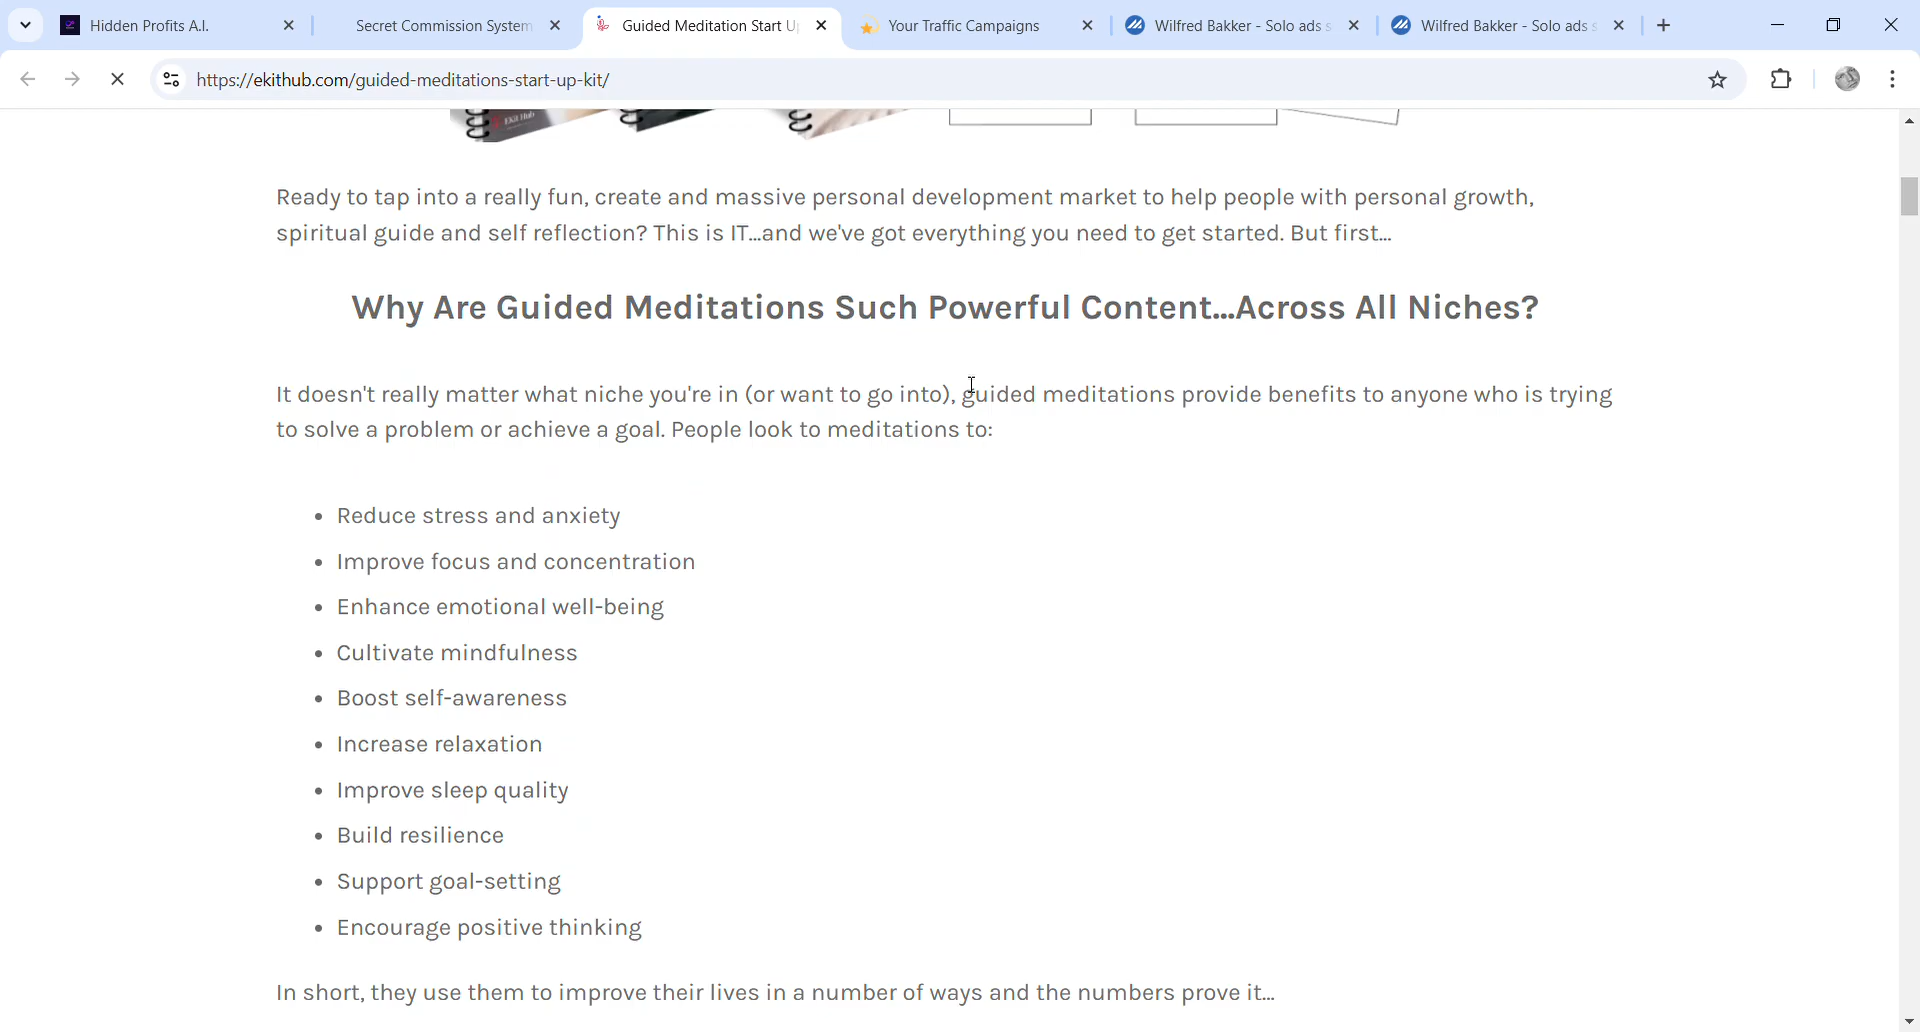 Hidden Profits A.I.
Secret Commission System
Guided Meditation Start U
Your Traffic Campaigns
Wilfred Bakker - Solo ads s
Wilfred Bakker - Solo ads s
https://ekithub.com/guided-meditations-start-up-kit/
EKit Hub
Ready to tap into a really fun, create and massive personal development market to help people with personal growth,
spiritual guide and self reflection? This is IT...and we've got everything you need to get started. But first...
Why Are Guided Meditations Such Powerful Content...Across All Niches?
It doesn't really matter what niche you're in (or want to go into), guided meditations provide benefits to anyone who is trying
to solve a problem or achieve a goal. People look to meditations to:
• Reduce stress and anxiety
• Improve focus and concentration
• Enhance emotional well-being
• Cultivate mindfulness
• Boost self-awareness
• Increase relaxation
• Improve sleep quality
• Build resilience
• Support goal-setting
• Encourage positive thinking
In short, they use them to improve their lives in a number of ways and the numbers prove it...